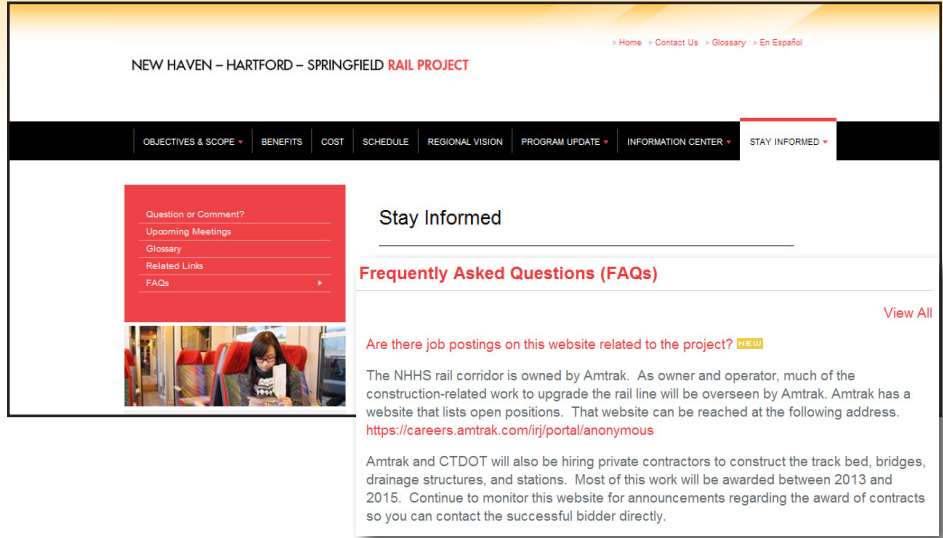 » Home » Contact Us » Glossary » En Español
NEW HAVEN – HARTFORD – SPRINGFIELD RAIL PROJECT
OBJECTIVES & SCOPE BENEFITS COST SCHEDULE REGIONAL VISION PROGRAM UPDATE INFORMATION CENTER STAY INFORMED
Question or Comment?
Upcoming Meetings
Glossary
Related Links
FAQs
Stay Informed
Frequently Asked Questions (FAQs)
View All
Are there job postings on this website related to the project? NEW
The NHHS rail corridor is owned by Amtrak. As owner and operator, much of the
construction-related work to upgrade the rail line will be overseen by Amtrak. Amtrak has a
website that lists open positions. That website can be reached at the following address.
https://careers.amtrak.com/irj/portal/anonymous
Amtrak and CTDOT will also be hiring private contractors to construct the track bed, bridges,
drainage structures, and stations. Most of this work will be awarded between 2013 and
2015. Continue to monitor this website for announcements regarding the award of contracts
so you can contact the successful bidder directly.